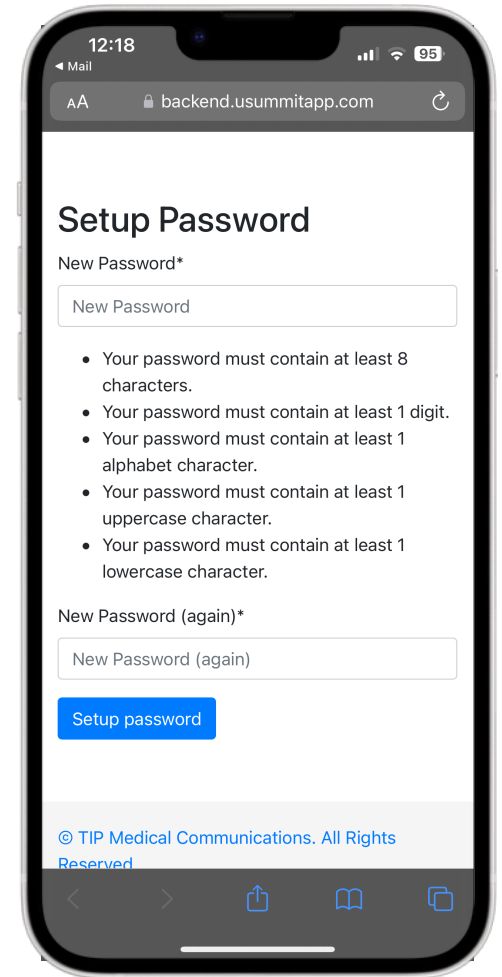 12:18
◀ Mail
95
AA
backend.usummitapp.com
Setup Password
New Password*
New Password
• Your password must contain at least 8
characters.
• Your password must contain at least 1 digit.
• Your password must contain at least 1
alphabet character.
• Your password must contain at least 1
uppercase character.
• Your password must contain at least 1
lowercase character.
New Password (again)*
New Password (again)
Setup password
© TIP Medical Communications. All Rights
Reserved